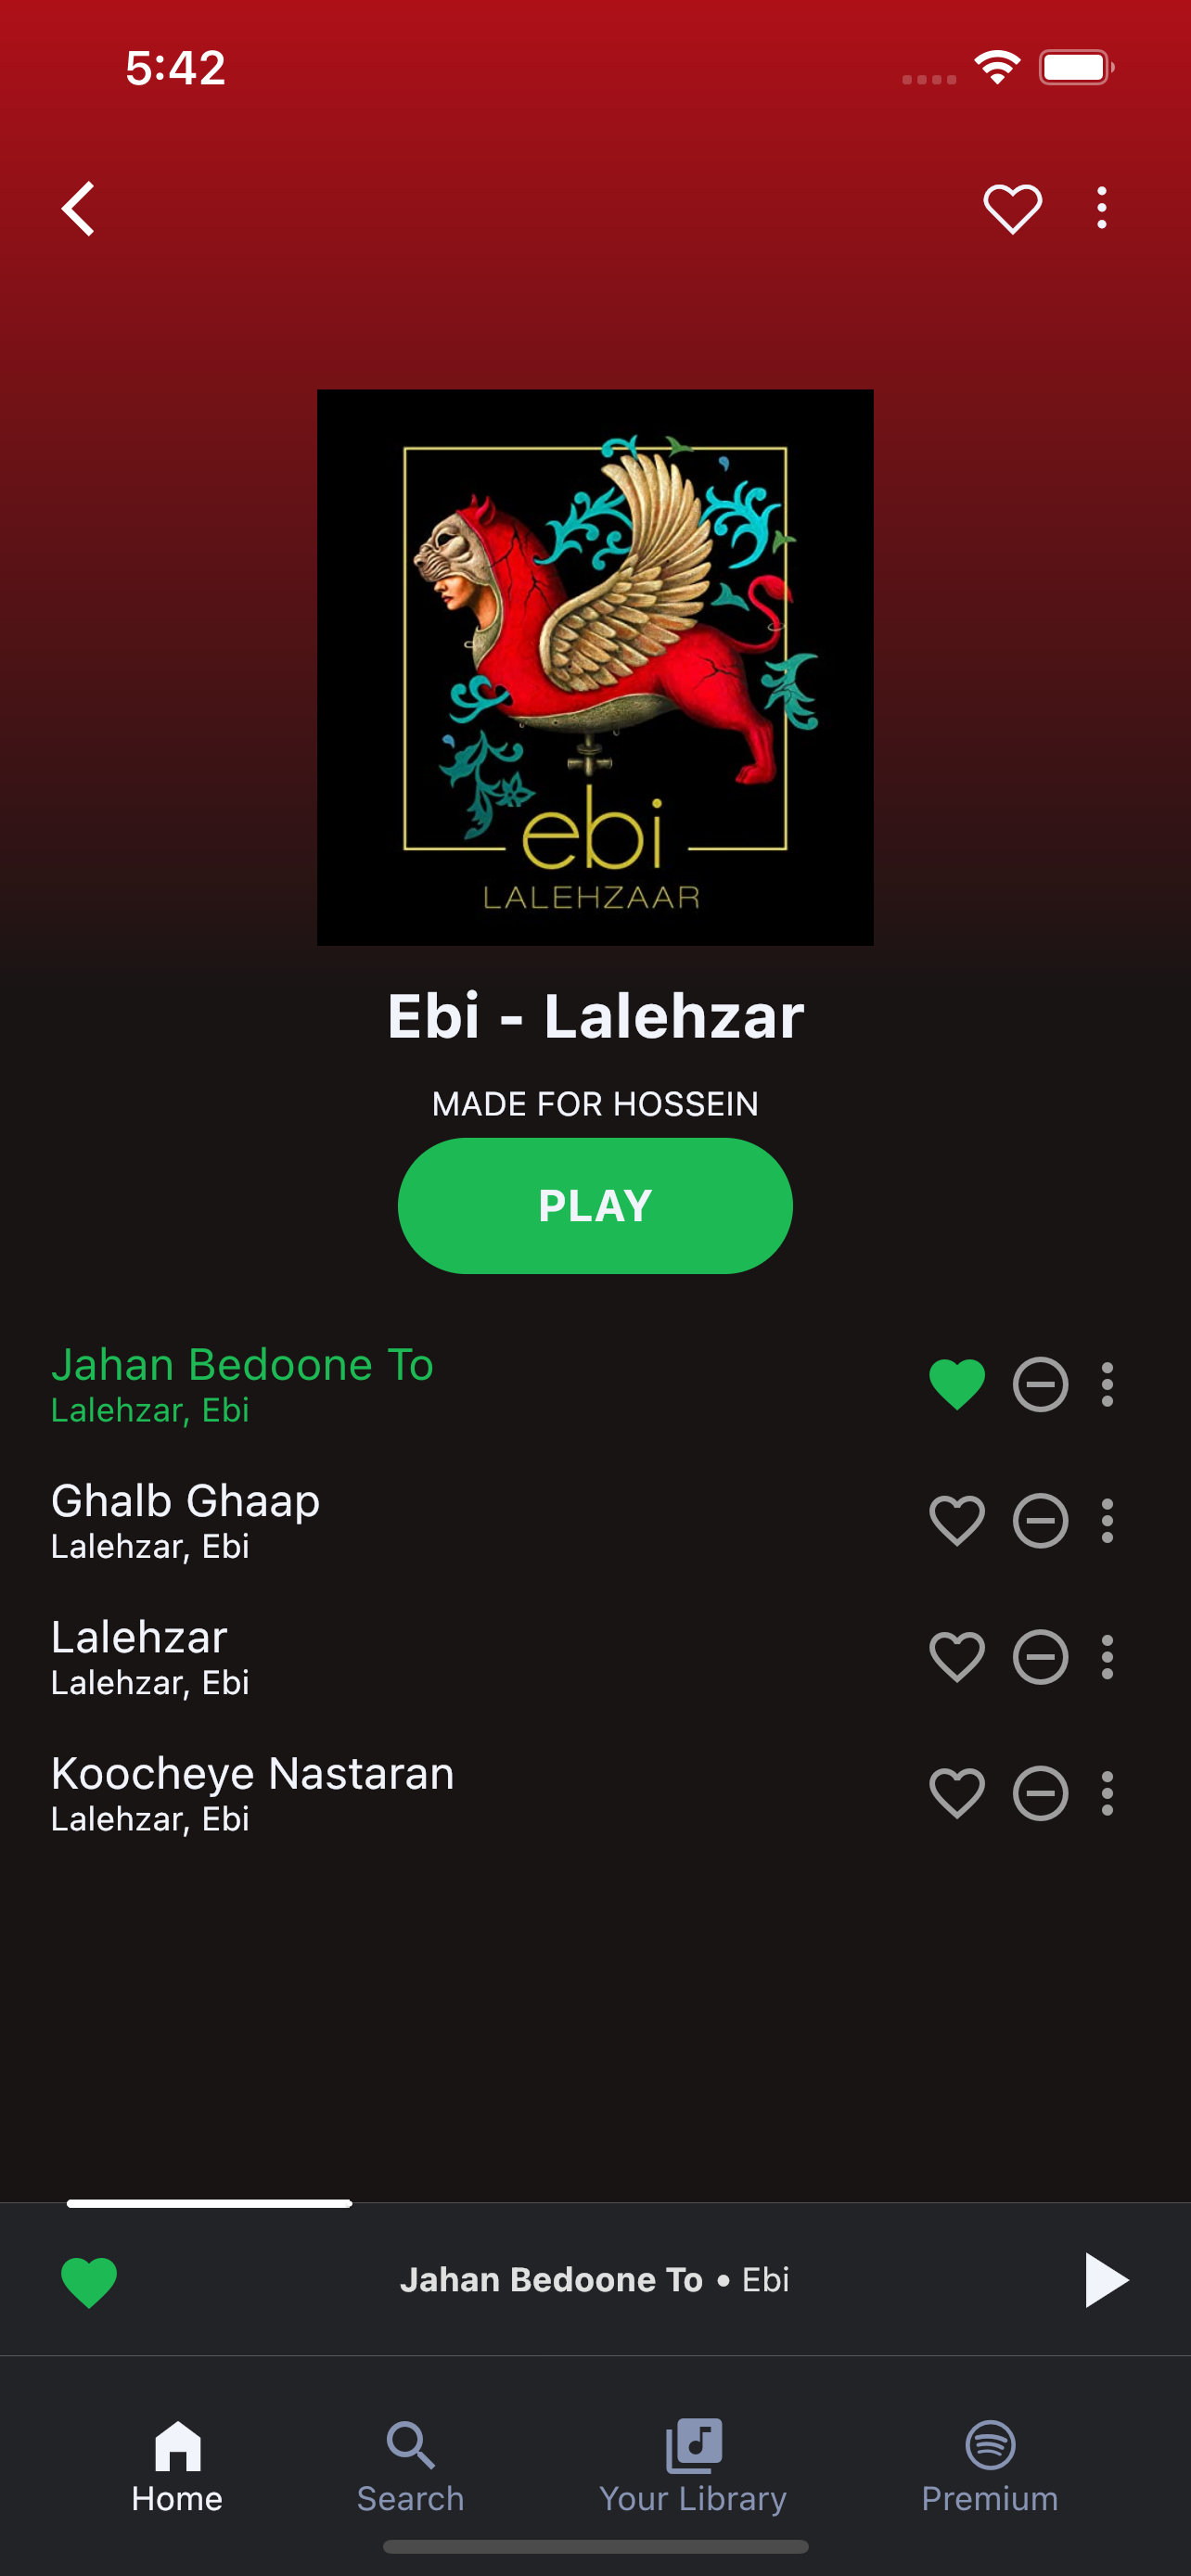 5:42
ebi
LALEHZAAR
Ebi - Lalehzar
MADE FOR HOSSEIN
PLAY
Jahan Bedoone To
Lalehzar, Ebi
Ghalb Ghaap
Lalehzar, Ebi
Lalehzar
Lalehzar, Ebi
Koocheye Nastaran
Lalehzar, Ebi
Jahan Bedoone To • Ebi
Home
Search
Your Library
Premium